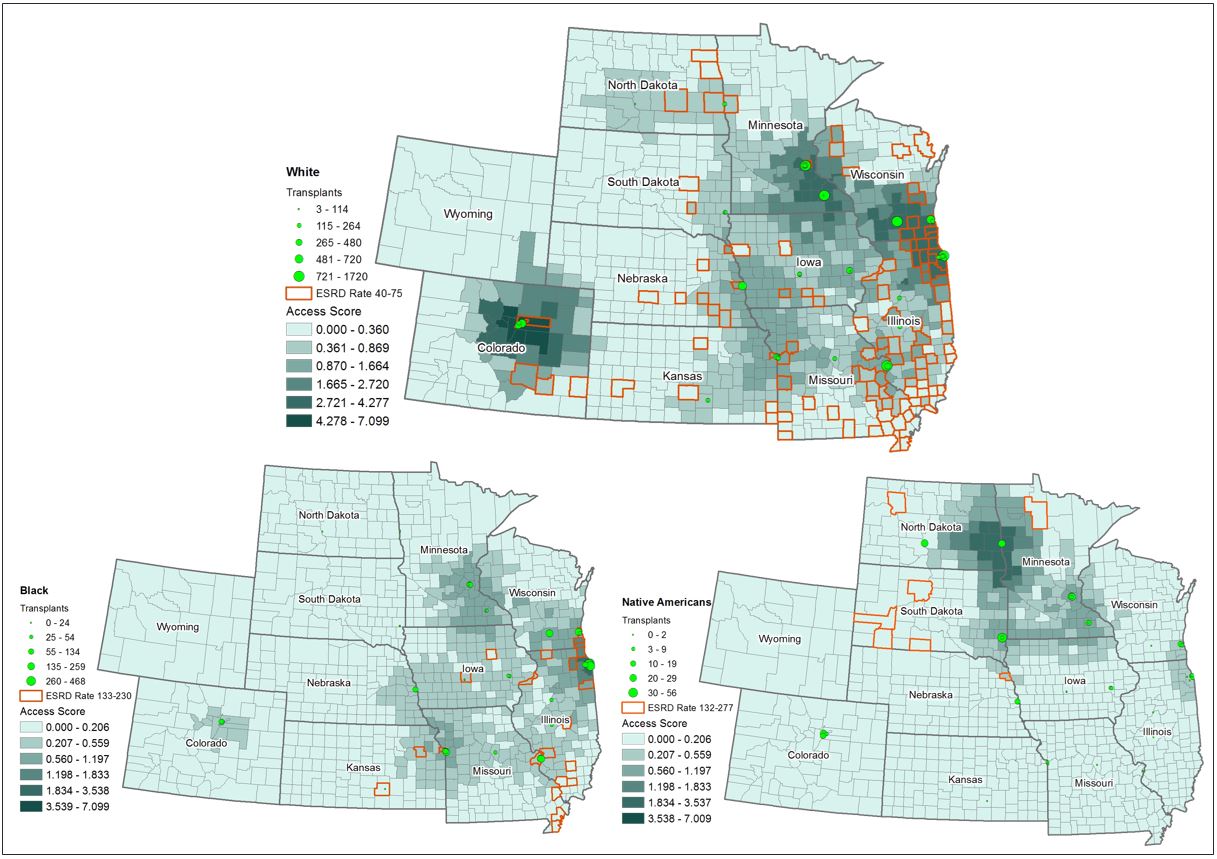 White
Transplants
3 - 114
115 - 264
265 - 480
481 - 720
721 - 1720
ESRD Rate 40-75
Access Score
0.000 - 0.360
0.361 - 0.869
0.870 - 1.664
1.665 - 2.720
2.721 - 4.277
4.278 - 7.099
North Dakota
Minnesota
Wisconsin
South Dakota
Wyoming
Iowa
Nebraska
Illinois
Colorado
Kansas
Missouri
Black
Transplants
0 - 24
25 - 54
55 - 134
135 - 259
260 - 468
ESRD Rate 133-230
Access Score
0.000 - 0.206
0.207 - 0.559
0.560 - 1.197
1.198 - 1.833
1.834 - 3.538
3.539 - 7.099
North Dakota
Minnesota
Wisconsin
South Dakota
Wyoming
Iowa
Nebraska
Illinois
Colorado
Kansas
Missouri
Native Americans
Transplants
0 - 2
3 - 9
10 - 19
20 - 29
30 - 56
ESRD Rate 132-277
Access Score
0.000 - 0.206
0.207 - 0.559
0.560 - 1.197
1.198 - 1.833
1.834 - 3.537
3.538 - 7.009
North Dakota
Minnesota
Wisconsin
South Dakota
Wyoming
Iowa
Nebraska
Illinois
Colorado
Kansas
Missouri